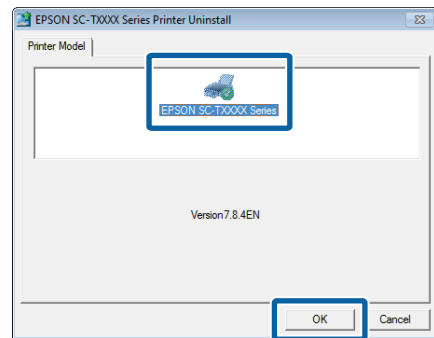 EPSON SC-TXXXX Series Printer Uninstall
Printer Model
EPSON SC-TXXXX Series
Version7.8.4EN
OK
Cancel